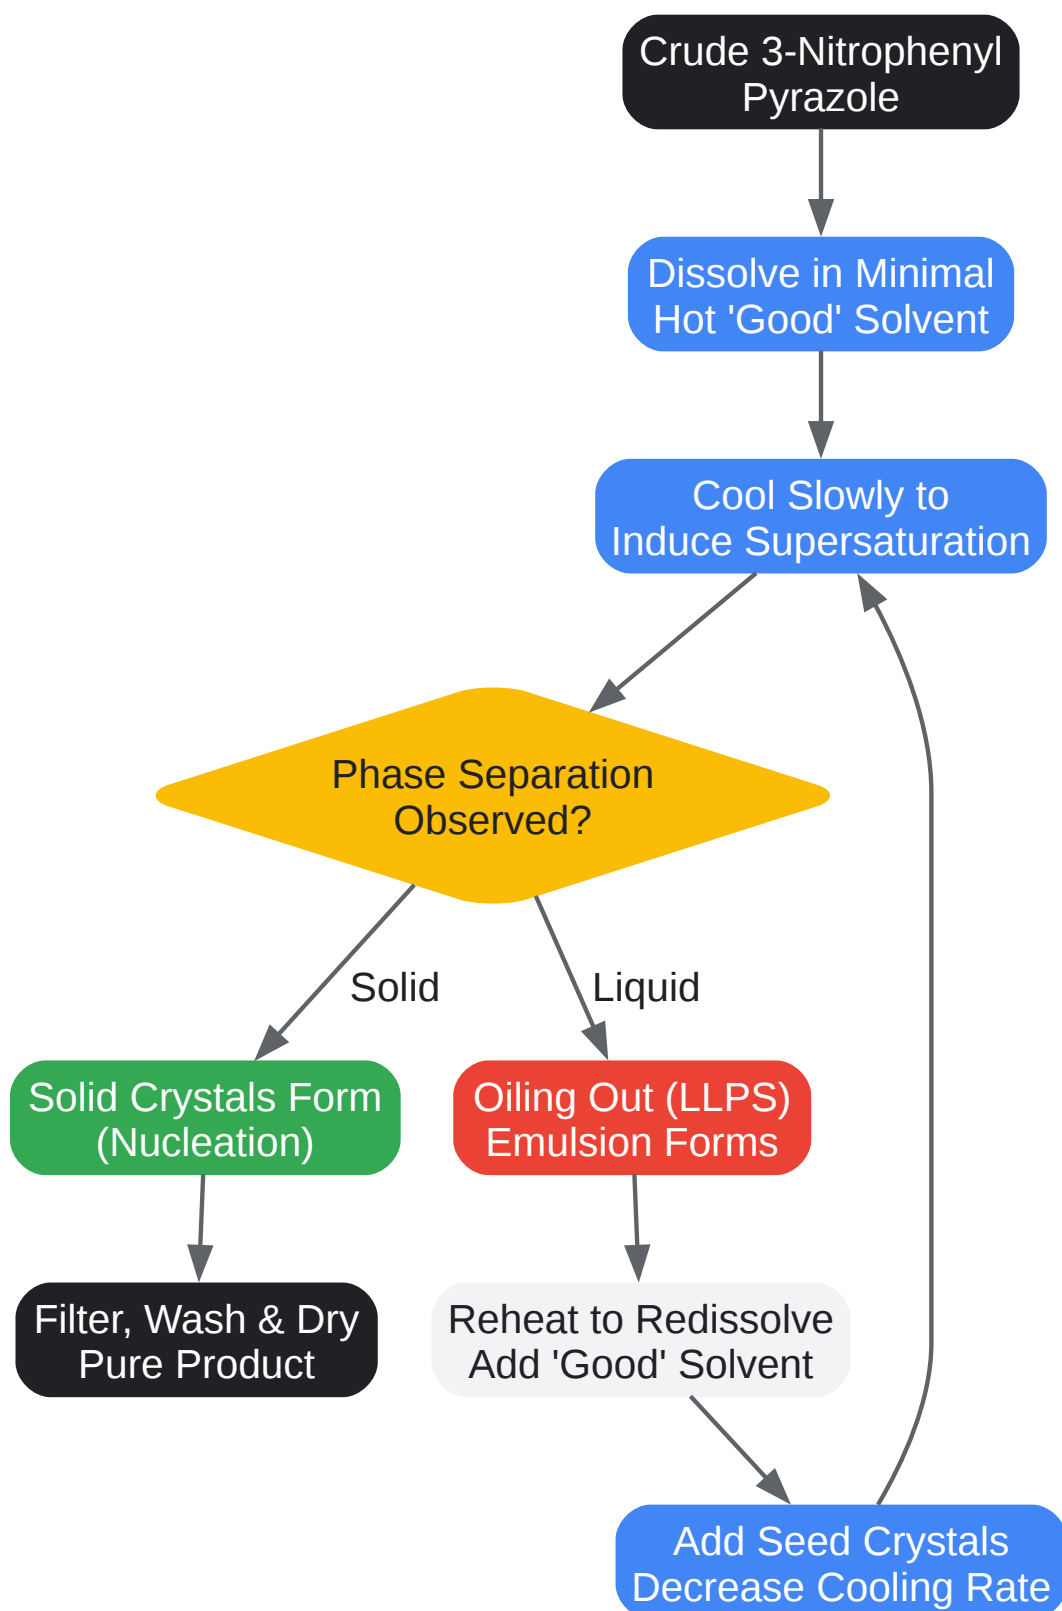 Crude 3-Nitrophenyl
Pyrazole
Dissolve in Minimal
Hot 'Good' Solvent
Cool Slowly to
Induce Supersaturation
Phase Separation
Observed?
Solid
Liquid
Solid Crystals Form
(Nucleation)
Oiling Out (LLPS)
Emulsion Forms
Filter, Wash & Dry
Pure Product
Reheat to Redissolve
Add 'Good' Solvent
Add Seed Crystals
Decrease Cooling Rate